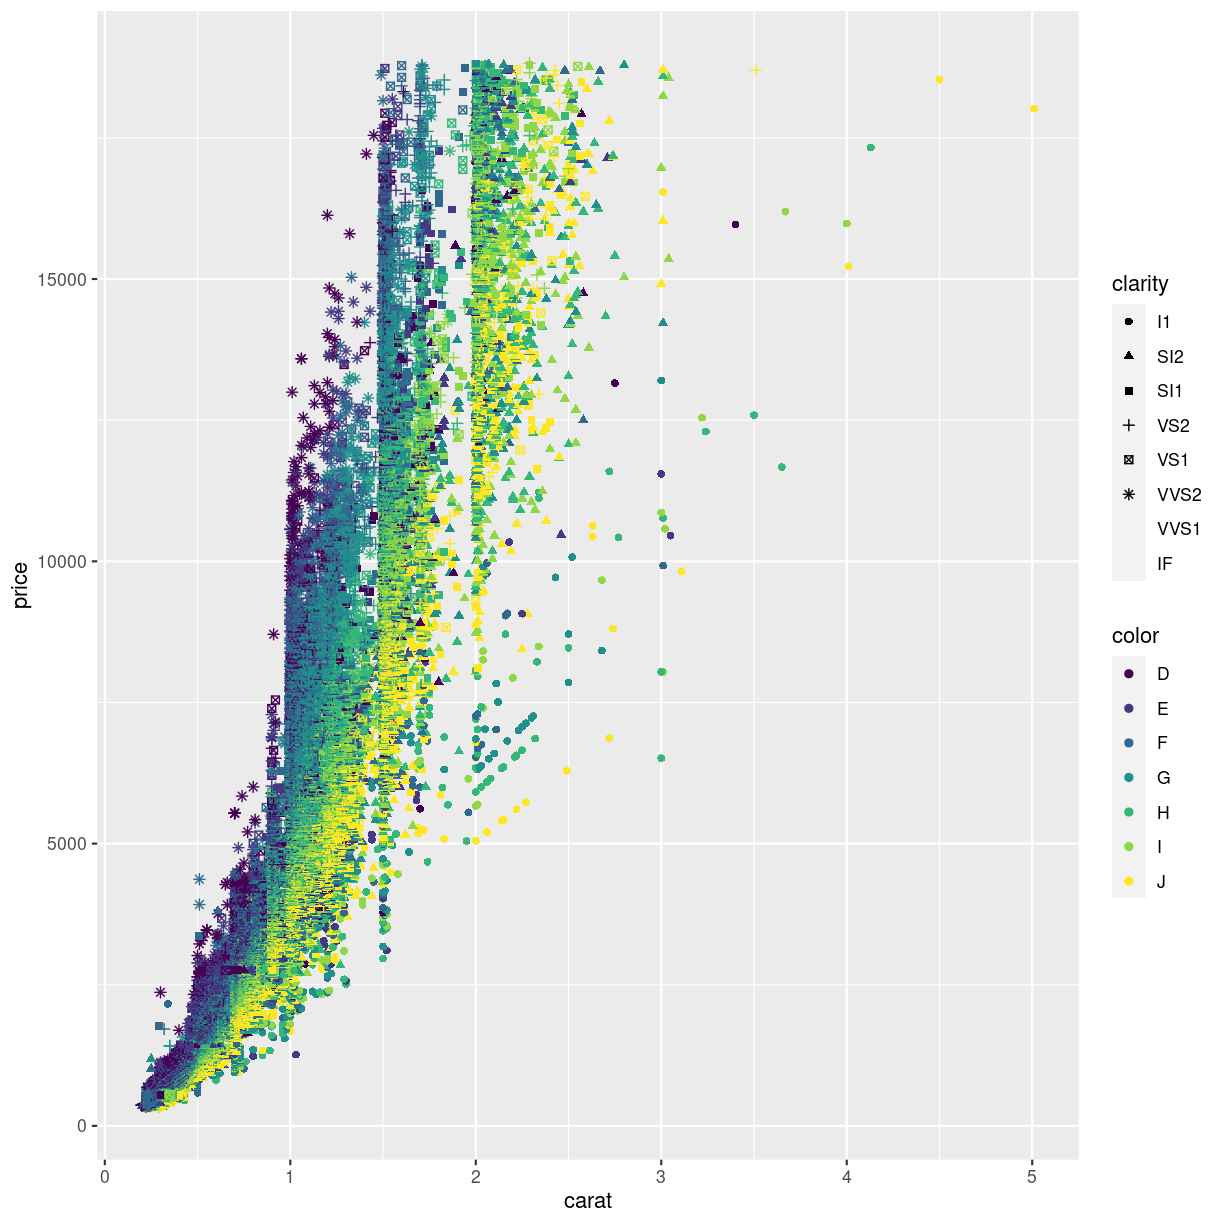 15000
10000
5000
0
price
0 1 2 3 4 5
carat
clarity
I1
SI2
SI1
VS2
VS1
VVS2
VVS1
IF
color
D
E
F
G
H
I
J